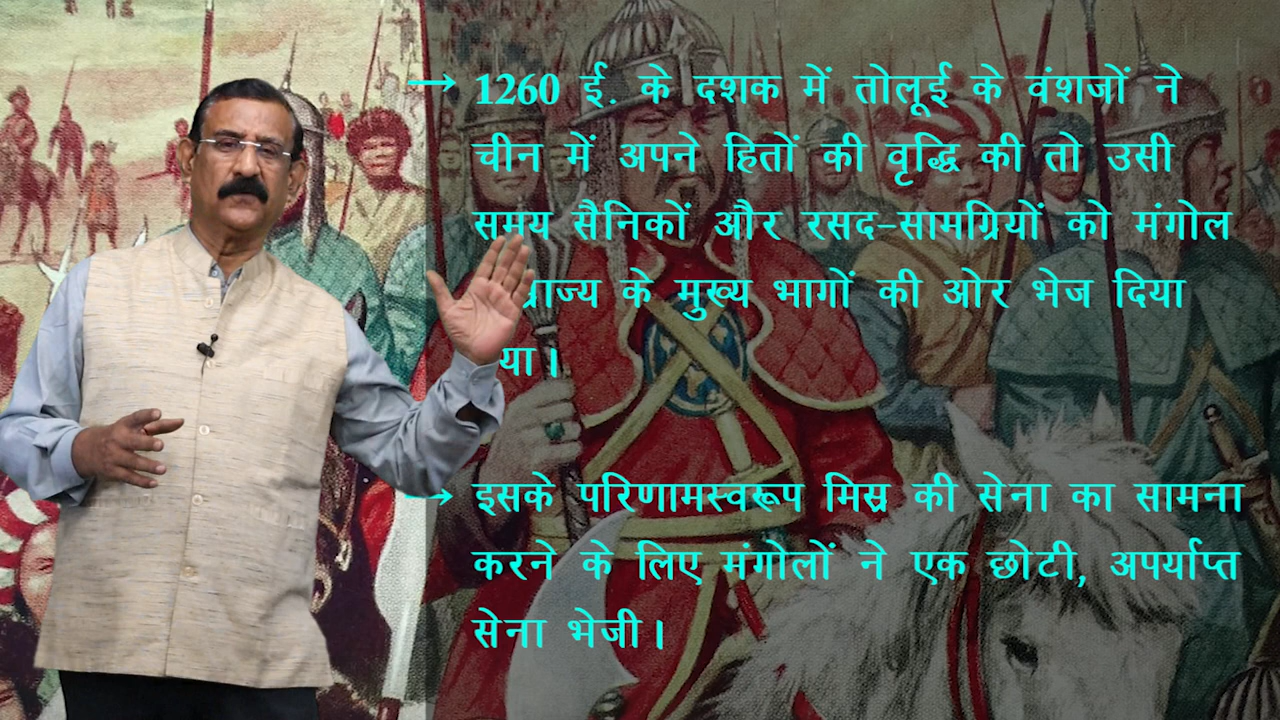 → 1260 ई. के दशक में तोलूई के वंशजों ने
चीन में अपने हितों की वृद्धि की तो उसी
समय सैनिकों और रसद-सामग्रियों को मंगोल
के मुख्य भागों की ओर भेज दिया
→ इसके परिणामस्वरूप मिस्र की सेना का सामना
करने के लिए मंगोलों ने एक छोटी, अपर्याप्त
सेना भेजी।